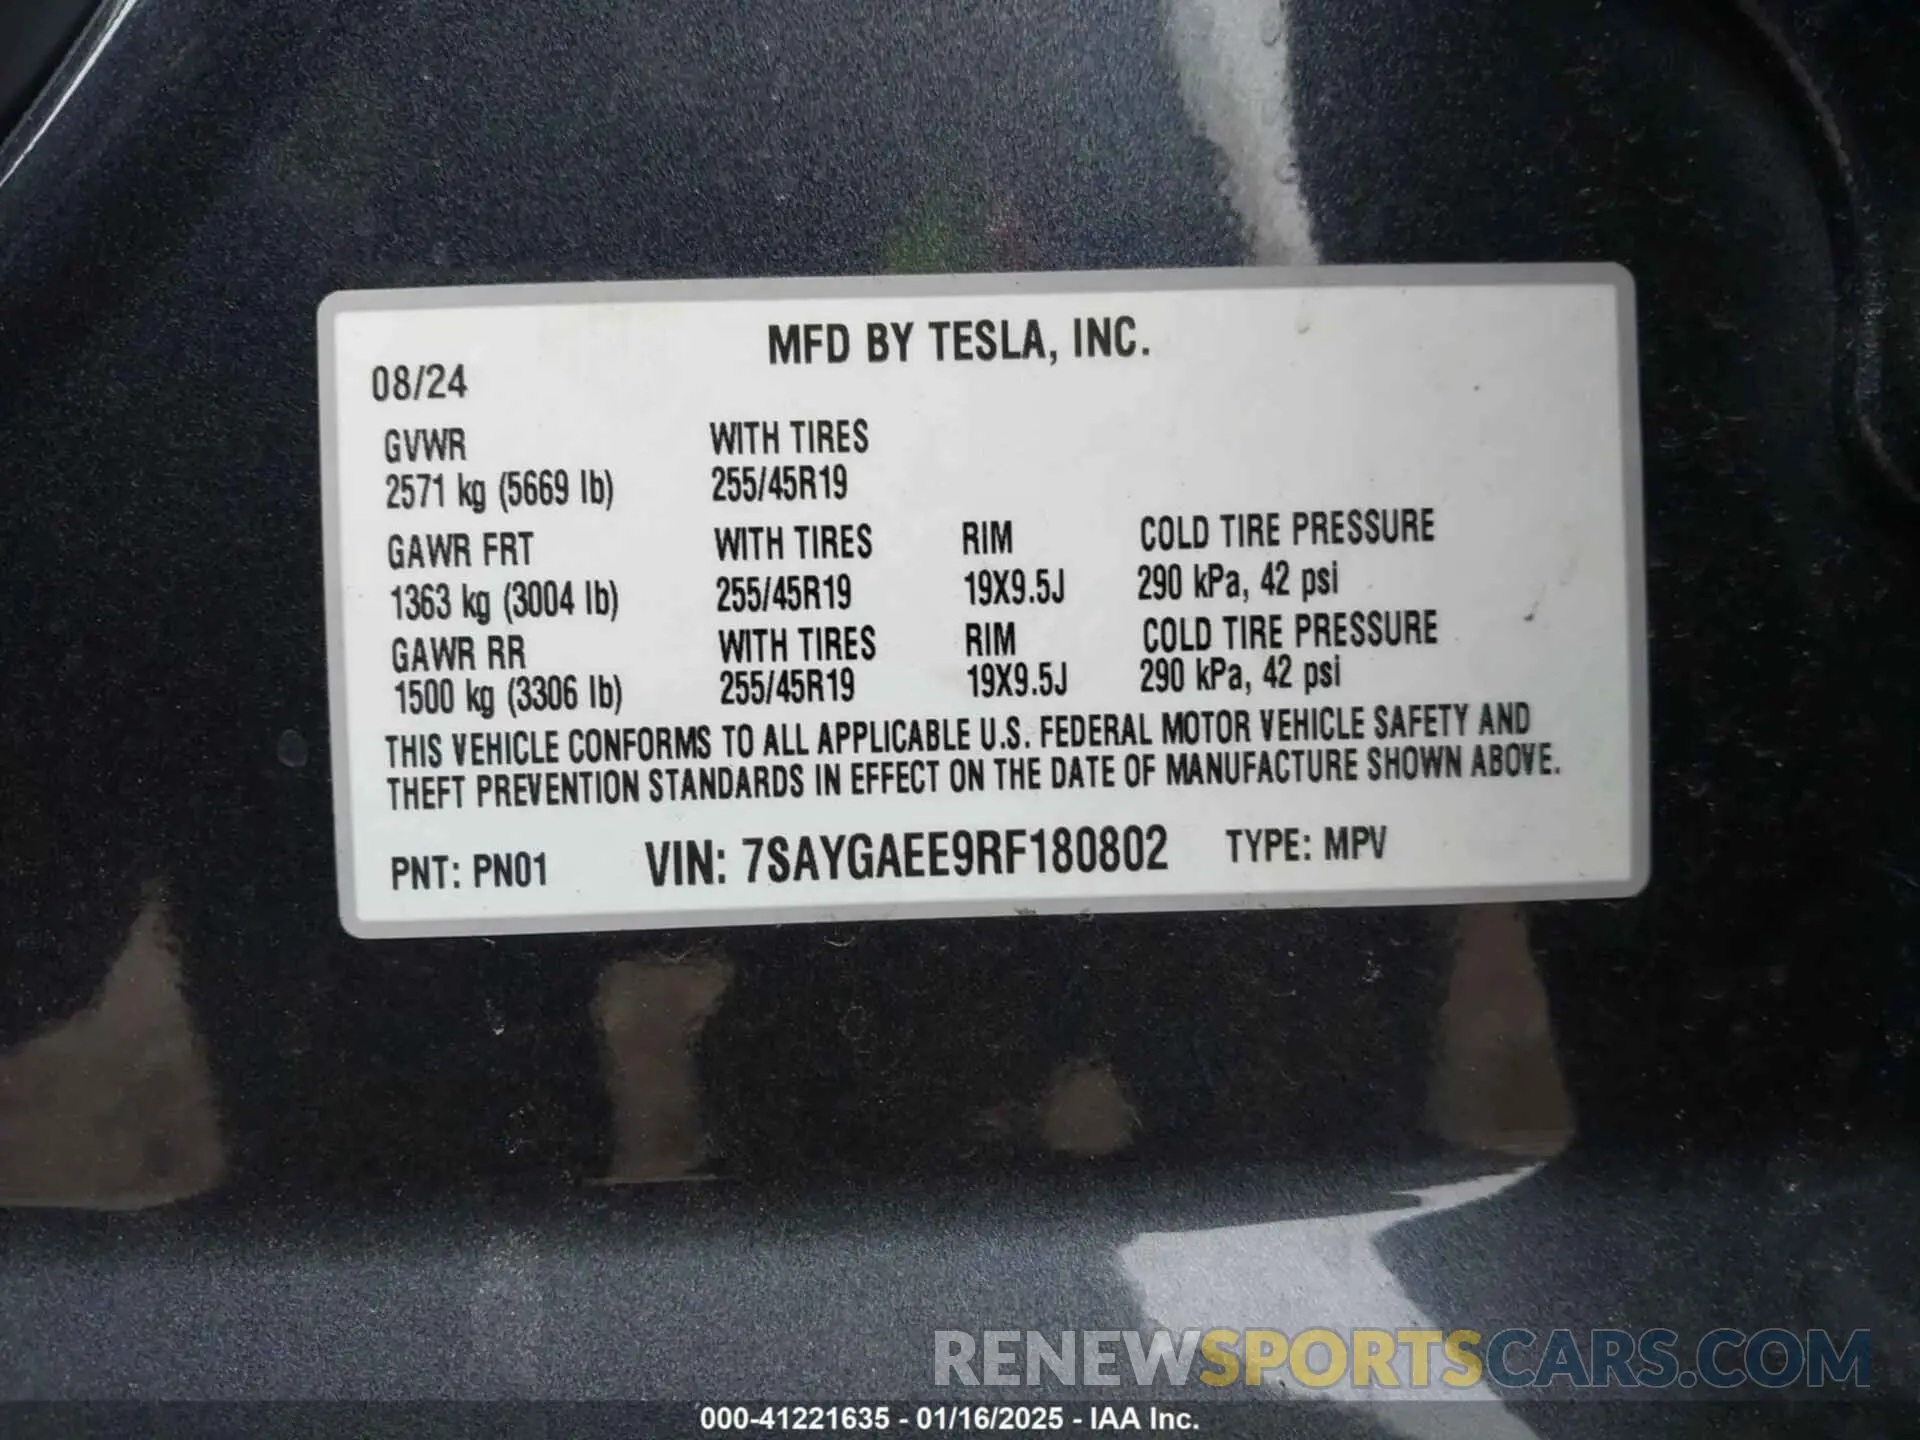 MFD BY TESLA, INC.
08/24
GVWR WITH TIRES
2571 kg (5669 lb) 255/45R19
GAWR FRT WITH TIRES RIM COLD TIRE PRESSURE
1363 kg (3004 lb) 255/45R19 19X9.5J 290 kPa, 42 psi
GAWR RR WITH TIRES RIM COLD TIRE PRESSURE
1500 kg (3306 lb) 255/45R19 19X9.5J 290 kPa, 42 psi
THIS VEHICLE CONFORMS TO ALL APPLICABLE U.S. FEDERAL MOTOR VEHICLE SAFETY AND
THEFT PREVENTION STANDARDS IN EFFECT ON THE DATE OF MANUFACTURE SHOWN ABOVE.
PNT: PN01 VIN: 7SAYGAEE9RF180802 TYPE: MPV
RENEWSPORTSCARS.COM
000-41221635 - 01/16/2025 - IAA Inc.